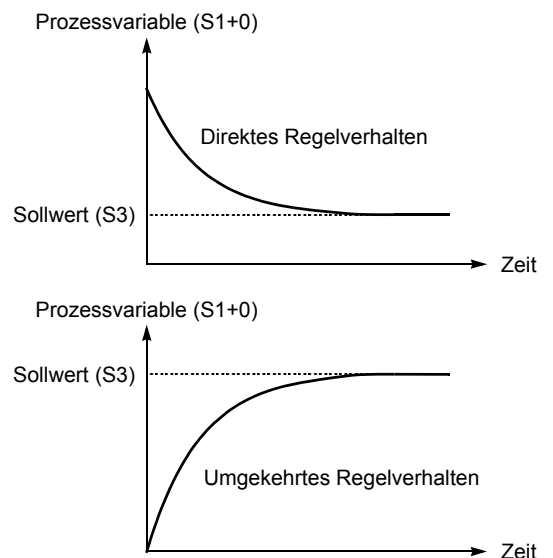 Prozessvariable (S1+0)
Direktes Regelverhalten
Sollwert (S3)
Zeit
Prozessvariable (S1+0)
Sollwert (S3)
Umgekehrtes Regelverhalten
Zeit